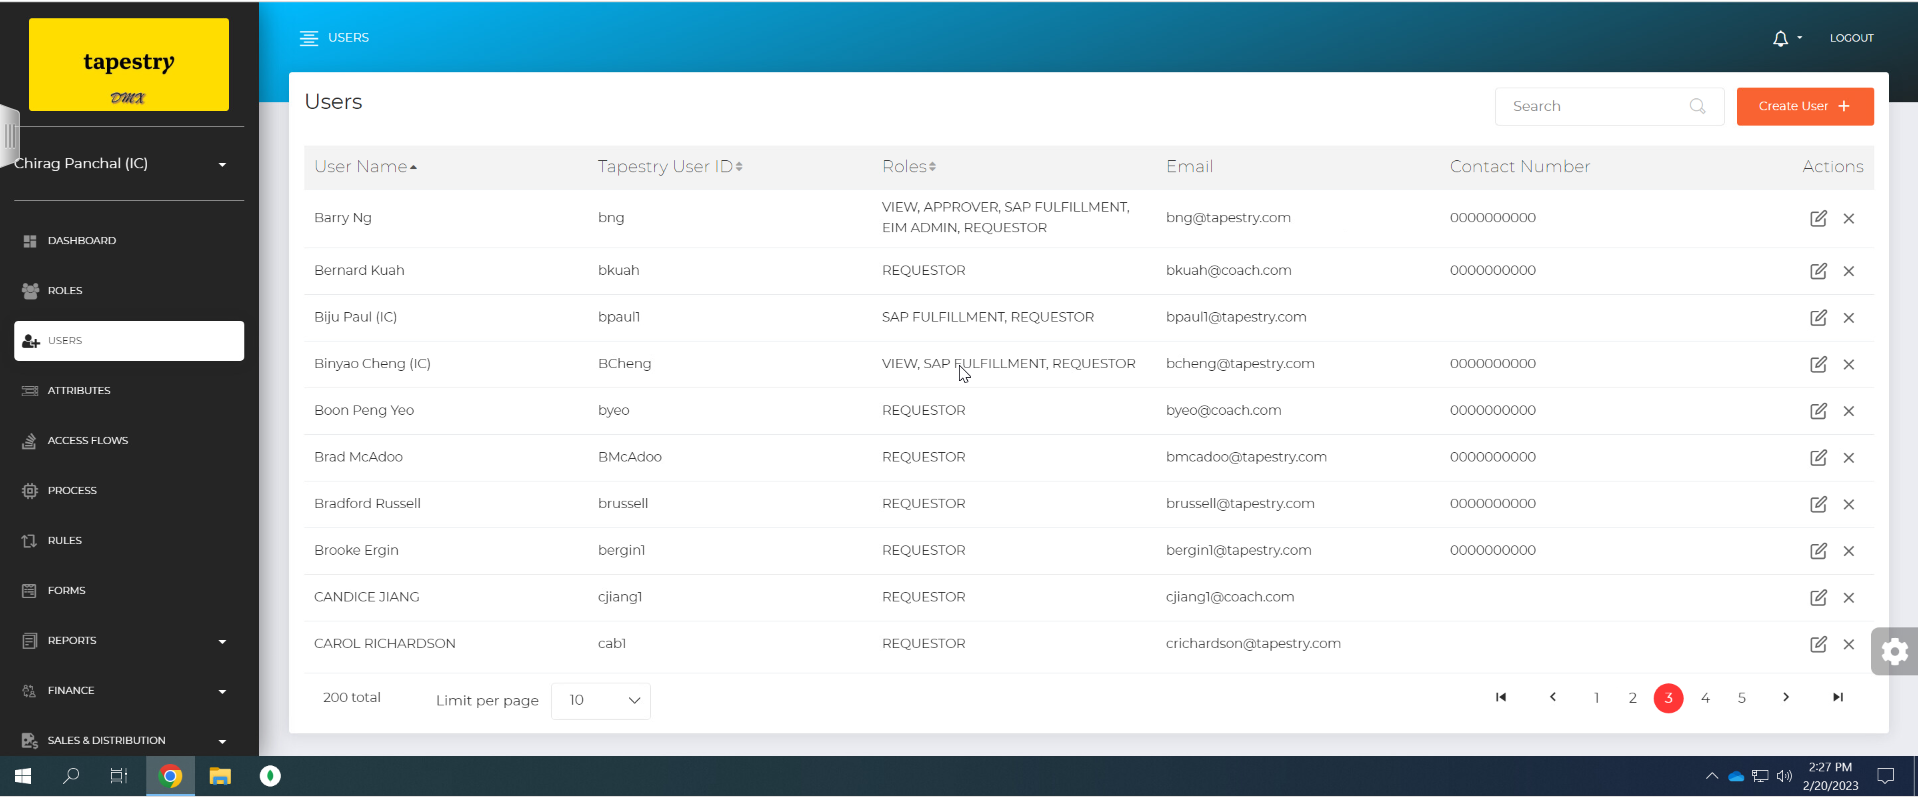 tapestry
DMX
USERS
LOGOUT
Chirag Panchal (IC)
DASHBOARD
ROLES
USERS
ATTRIBUTES
ACCESS FLOWS
PROCESS
RULES
FORMS
REPORTS
FINANCE
SALES & DISTRIBUTION
Users
Search
Create User +
User Name Tapestry User ID Roles Email Contact Number Actions
Barry Ng bng VIEW, APPROVER, SAP FULFILLMENT, bng@tapestry.com 0000000000
EIM ADMIN, REQUESTOR
Bernard Kuah bkuah REQUESTOR bkuah@coach.com 0000000000
Biju Paul (IC) bpaul1 SAP FULFILLMENT, REQUESTOR bpaul1@tapestry.com
Binyao Cheng (IC) BCheng VIEW, SAP FULFILLMENT, REQUESTOR bcheng@tapestry.com 0000000000
Boon Peng Yeo byeo REQUESTOR byeo@coach.com 0000000000
Brad McAdoo BMcAdoo REQUESTOR bmcadoo@tapestry.com 0000000000
Bradford Russell brussell REQUESTOR brussell@tapestry.com 0000000000
Brooke Ergin bergin1 REQUESTOR bergin1@tapestry.com 0000000000
CANDICE JIANG cjiang1 REQUESTOR cjiang1@coach.com
CAROL RICHARDSON cab1 REQUESTOR crichardson@tapestry.com
200 total Limit per page 10 1 2 3 4 5
2:27 PM
2/20/2023